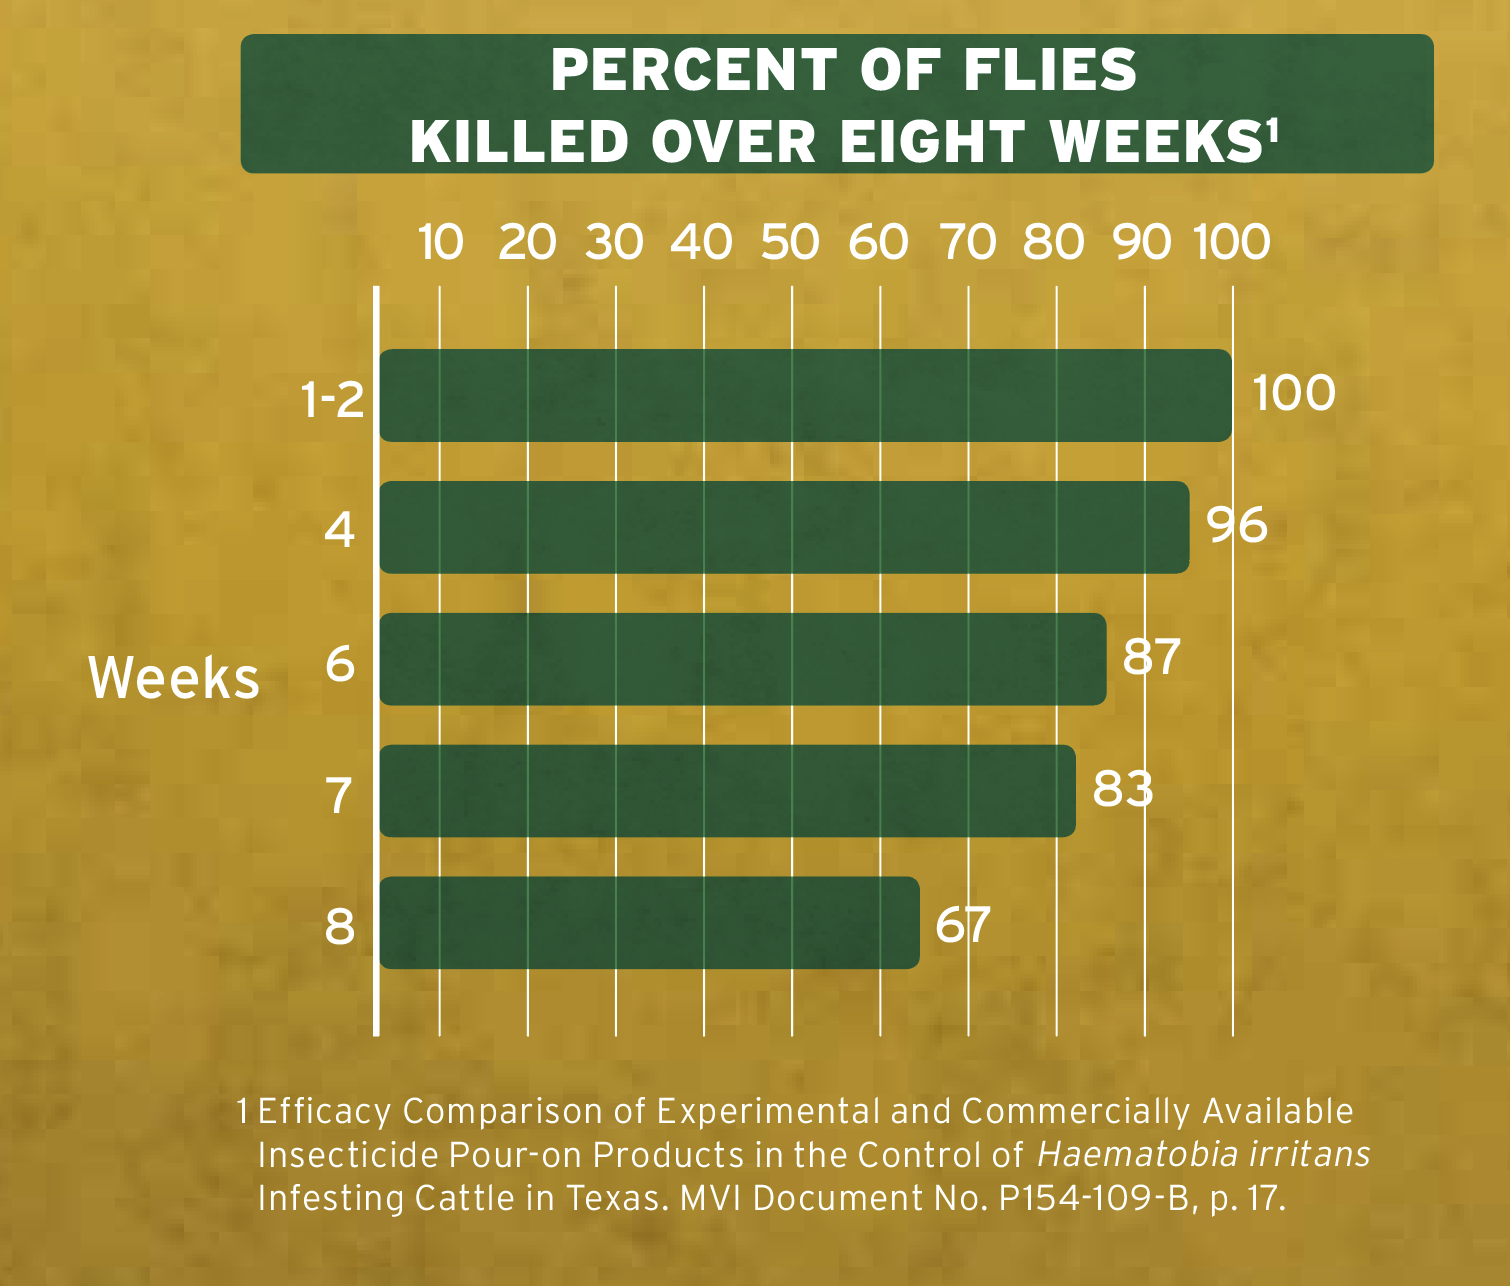 PERCENT OF FLIES
KILLED OVER EIGHT WEEKS¹
10 20 30 40 50 60 70 80 90 100
1-2 100
4 96
6 87
Weeks
7 83
8 67
1 Efficacy Comparison of Experimental and Commercially Available
Insecticide Pour-on Products in the Control of Haematobia irritans
Infesting Cattle in Texas. MVI Document No. P154-109-B, p. 17.